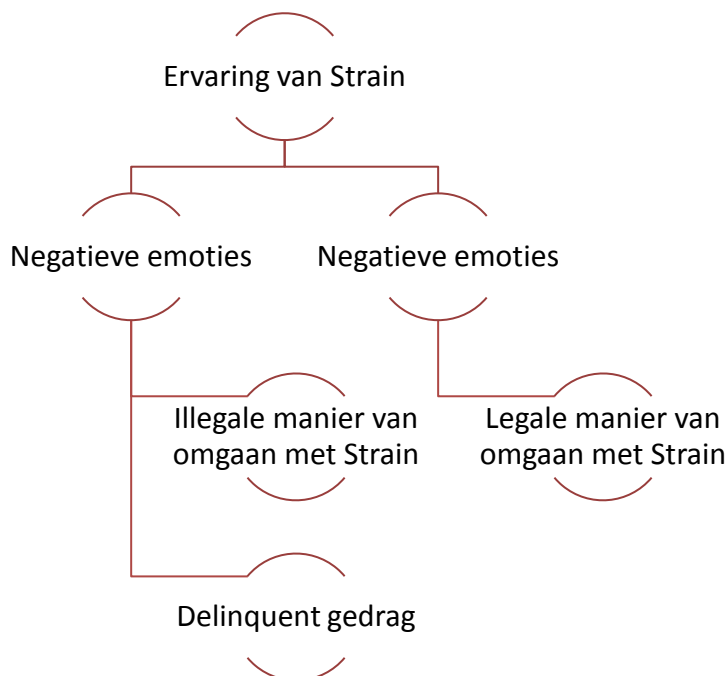 Ervaring van Strain
Negatieve emoties
Negatieve emoties
Illegale manier van
omgaan met Strain
Legale manier van
omgaan met Strain
Delinquent gedrag